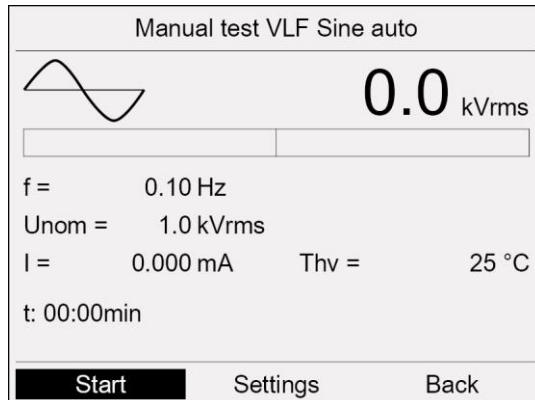 Manual test VLF Sine auto
0.0 kVrms
f = 0.10 Hz
Unom = 1.0 kVrms
I = 0.000 mA Thv = 25 °C
t: 00:00min
Start Settings Back